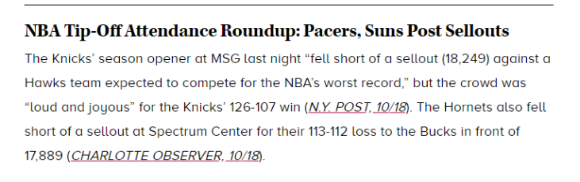 NBA Tip-Off Attendance Roundup: Pacers, Suns Post Sellouts
The Knicks' season opener at MSG last night “fell short of a sellout (18,249) against a
Hawks team expected to compete for the NBA's worst record,” but the crowd was
“loud and joyous” for the Knicks' 126-107 win (N.Y. POST, 10/18). The Hornets also fell
short of a sellout at Spectrum Center for their 113-112 loss to the Bucks in front of
17,889 (CHARLOTTE OBSERVER, 10/18).